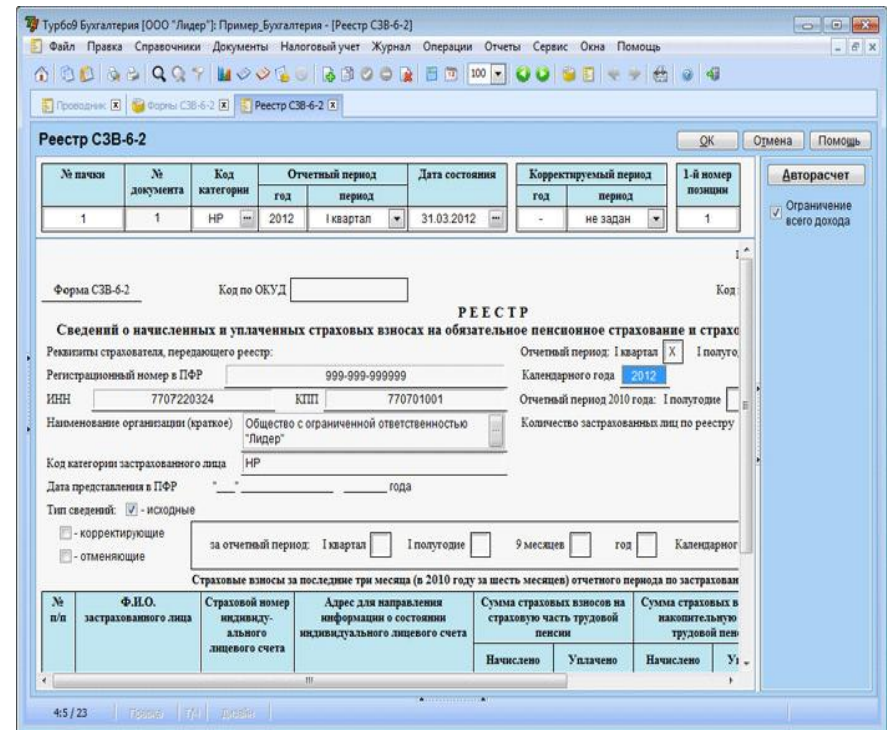 Турбо9 Бухгалтерия [ООО "Лидер"]: Пример_Бухгалтерия - [Реестр СЗВ-6-2]
Файл Правка Справочники Документы Налоговый учет Журнал Операции Отчеты Сервис Окна Помощь
100
Проводник Формы СЗВ-6-2 Реестр СЗВ-6-2
Реестр СЗВ-6-2 OK Отмена Помощь
№ пачки № документа Код категории Отчетный период Дата состояния Корректируемый период 1-й номер позиции
год период год период
1 1 НР 2012 I квартал 31.03.2012 - не задан 1
Авторасчет
Ограничение
всего дохода
Форма СЗВ-6-2 Код по ОКУД Код
РЕЕСТР
Сведений о начисленных и уплаченных страховых взносах на обязательное пенсионное страхование и страхо
Реквизиты страхователя, передающего реестр: Отчетный период: I квартал X I полуго
Регистрационный номер в ПФР 999-999-999999 Календарного года 2012
ИНН 7707220324 КПП 770701001 Отчетный период 2010 года: I полугодие
Наименование организации (краткое) Общество с ограниченной ответственностью Количество застрахованных лиц по реестру
"Лидер"
Код категории застрахованного лица НР
Дата представления в ПФР "__" ____________ ______года
Тип сведений: - исходные
- корректирующие
- отменяющие
за отчетный период: I квартал I полугодие 9 месяцев год Календарног
Страховые взносы за последние три месяца (в 2010 году за шесть месяцев) отчетного периода по застрахован
№ Ф.И.О. Страховой номер Адрес для направления Сумма страховых взносов на Сумма страховых в
п/п застрахованного лица индивиду- информации о состоянии страховую часть трудовой накопительную
ального индивидуального лицевого счета пенсии трудовой пен
лицевого счета
Начислено Уплачено Начислено У
4:5 / 23 Правка Дизайн